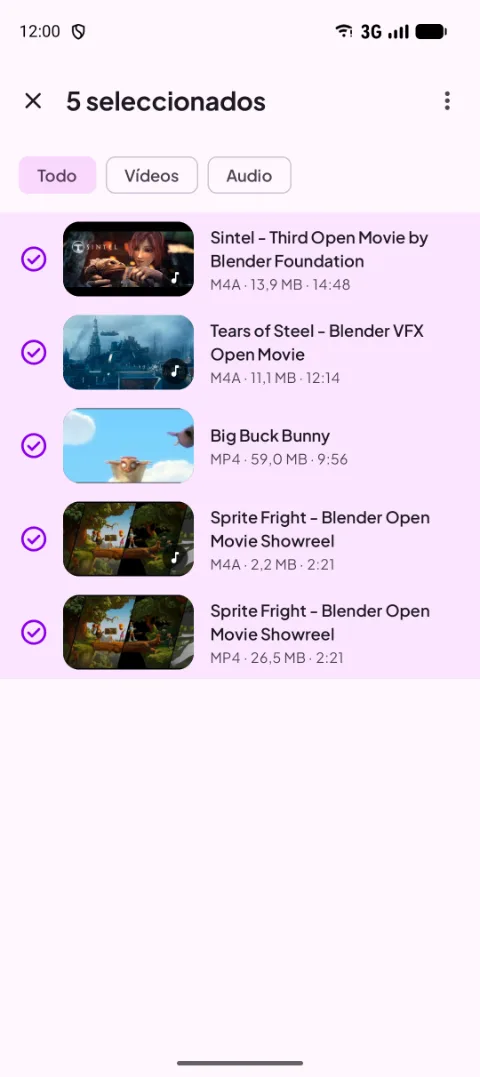 12:00
3G
5 seleccionados
Todo
Vídeos
Audio
SINTEL
Sintel - Third Open Movie by
Blender Foundation
M4A · 13,9 MB · 14:48
Tears of Steel - Blender VFX
Open Movie
M4A · 11,1 MB · 12:14
Big Buck Bunny
MP4 · 59,0 MB · 9:56
Sprite Fright - Blender Open
Movie Showreel
M4A · 2,2 MB · 2:21
Sprite Fright - Blender Open
Movie Showreel
MP4 · 26,5 MB · 2:21